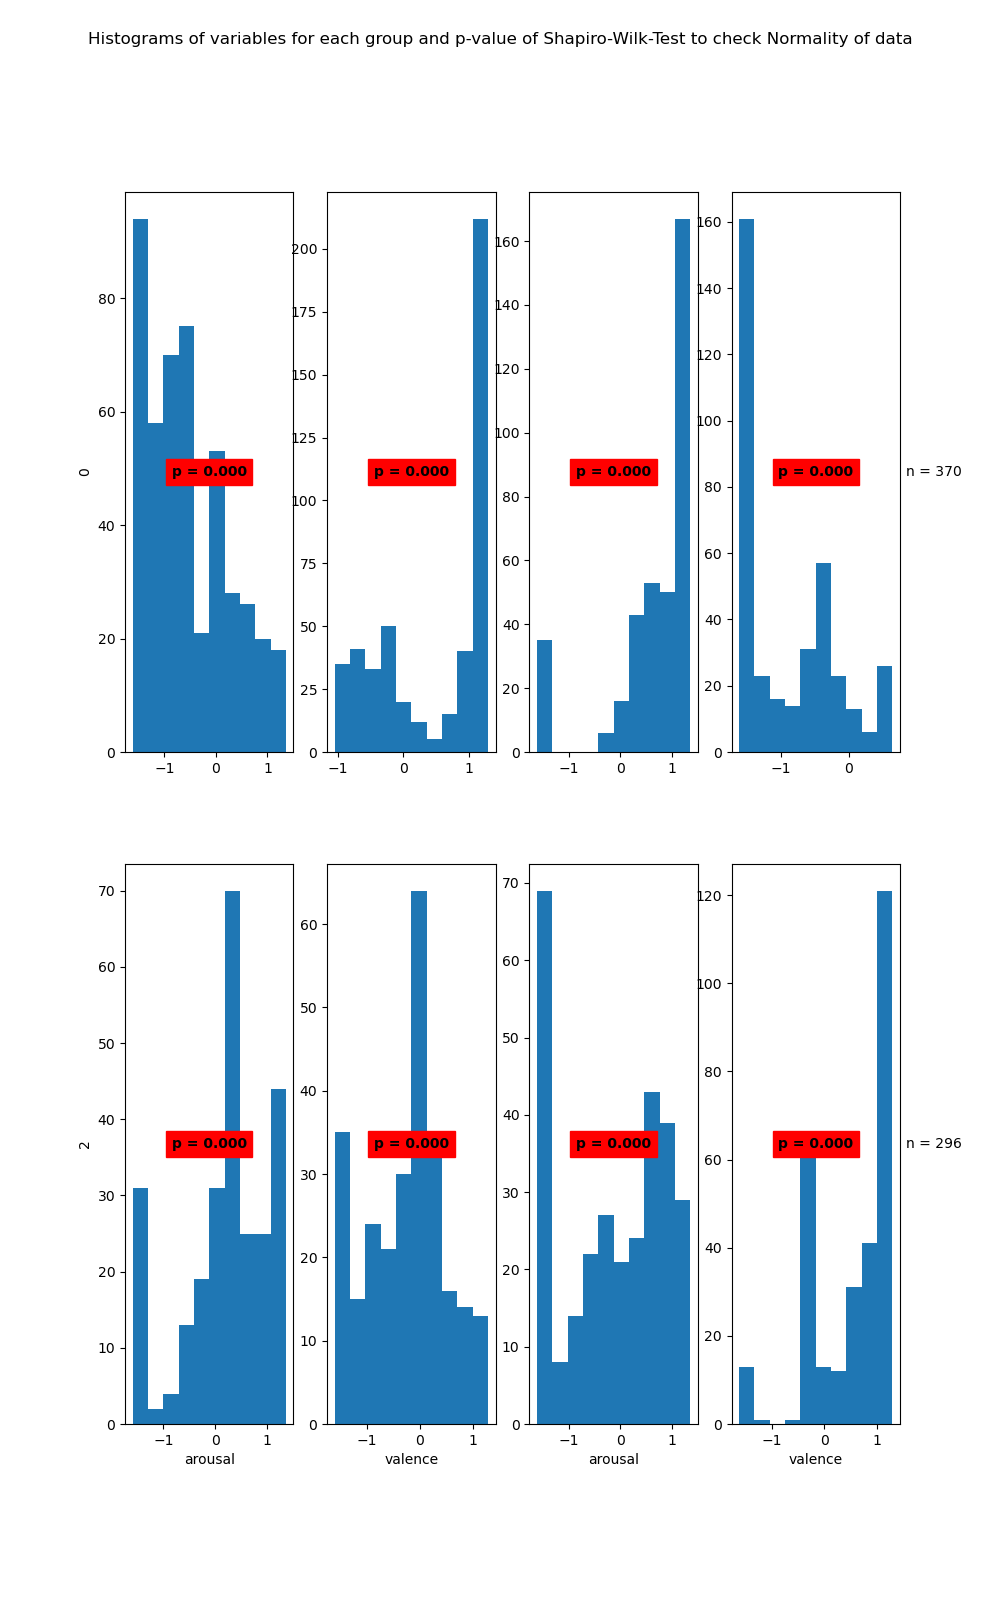 Histograms of variables for each group and p-value of Shapiro-Wilk-Test to check Normality of data
0
80
60
40
20
0
−1 0 1
p = 0.000
200
175
150
125
100
75
50
25
0
−1 0 1
p = 0.000
160
140
120
100
80
60
40
20
0
−1 0 1
p = 0.000
160
140
120
100
80
60
40
20
0
−1 0
p = 0.000
n = 370
2
70
60
50
40
30
20
10
0
−1 0 1
arousal
p = 0.000
60
50
40
30
20
10
0
−1 0 1
valence
p = 0.000
70
60
50
40
30
20
10
0
−1 0 1
arousal
p = 0.000
120
100
80
60
40
20
0
−1 0 1
valence
p = 0.000
n = 296